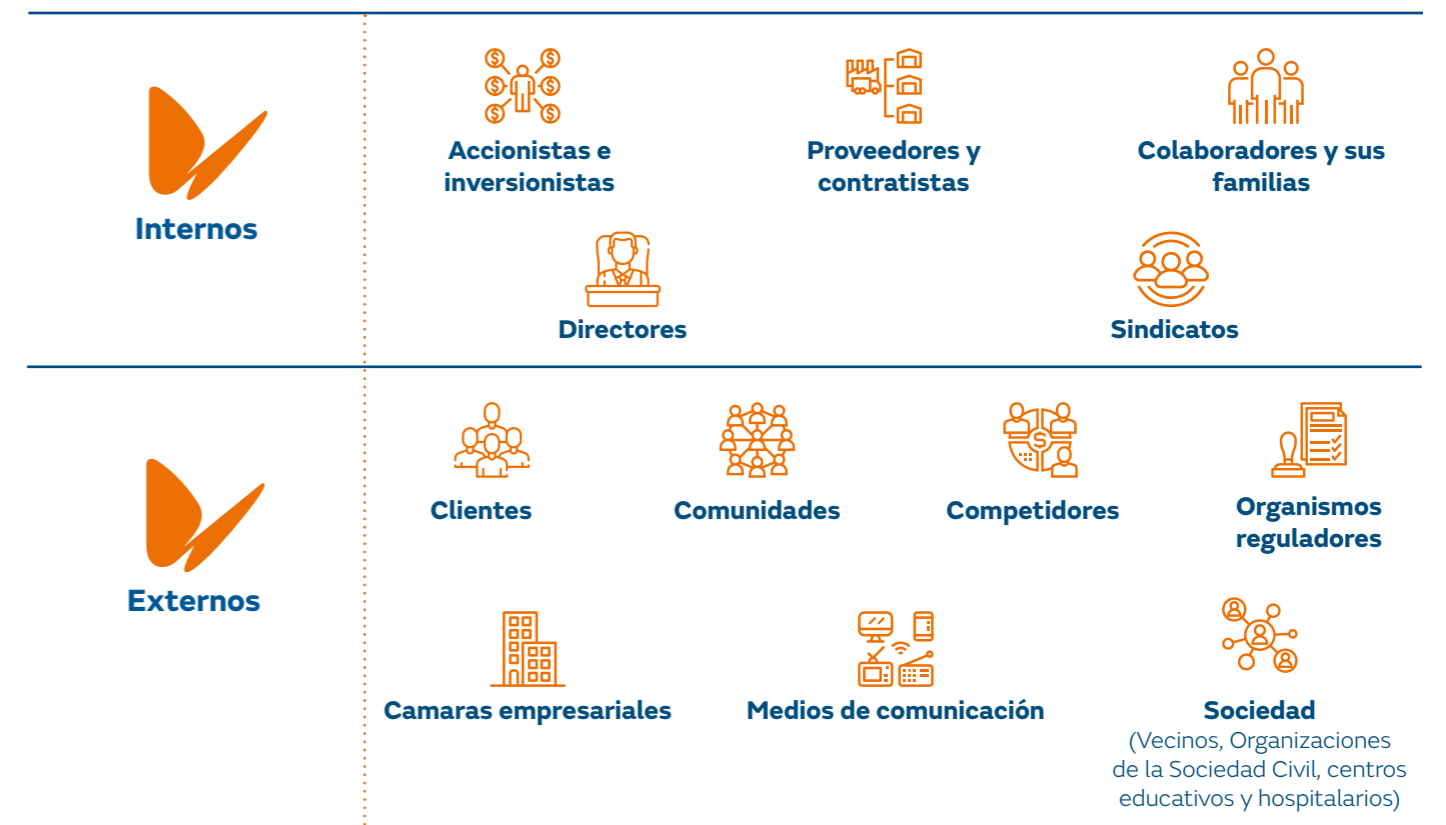 Internos
Accionistas e
inversionistas
Proveedores y
contratistas
Colaboradores y sus
familias
Directores
Sindicatos
Externos
Clientes
Comunidades
Competidores
Organismos
reguladores
Camaras empresariales
Medios de comunicación
Sociedad
(Vecinos, Organizaciones
de la Sociedad Civil, centros
educativos y hospitalarios)